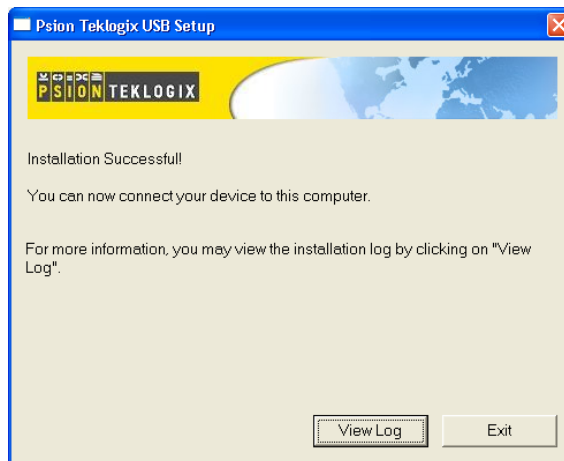 Psion Teklogix USB Setup
PSION TEKLOGIX
Installation Successful!
You can now connect your device to this computer.
For more information, you may view the installation log by clicking on "View
Log".
View Log
Exit